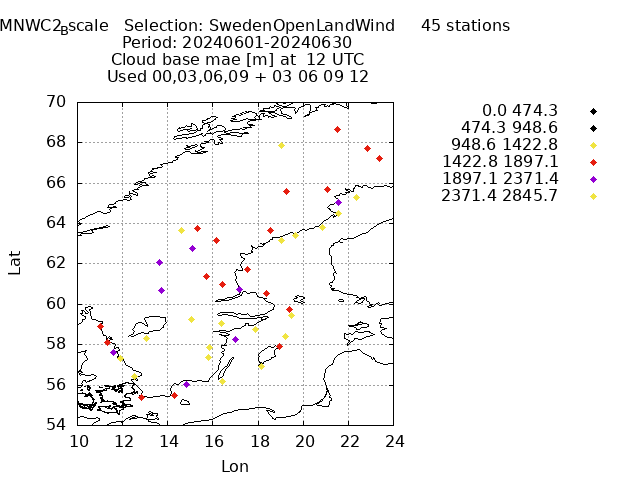 MNWC2_Bscale Selection: SwedenOpenLandWind 45 stations
Period: 20240601-20240630
Cloud base mae [m] at 12 UTC
Used 00,03,06,09 + 03 06 09 12
0.0 474.3
474.3 948.6
948.6 1422.8
1422.8 1897.1
1897.1 2371.4
2371.4 2845.7
70
68
66
64
62
60
58
56
54
Lat
10 12 14 16 18 20 22 24
Lon